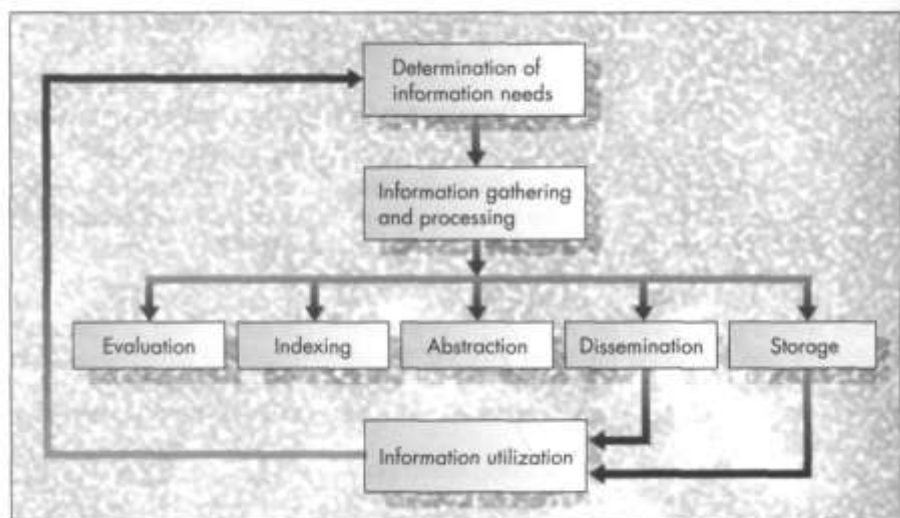 Determination of
information needs
Information gathering
and processing
Evaluation
Indexing
Abstraction
Dissemination
Storage
Information utilization